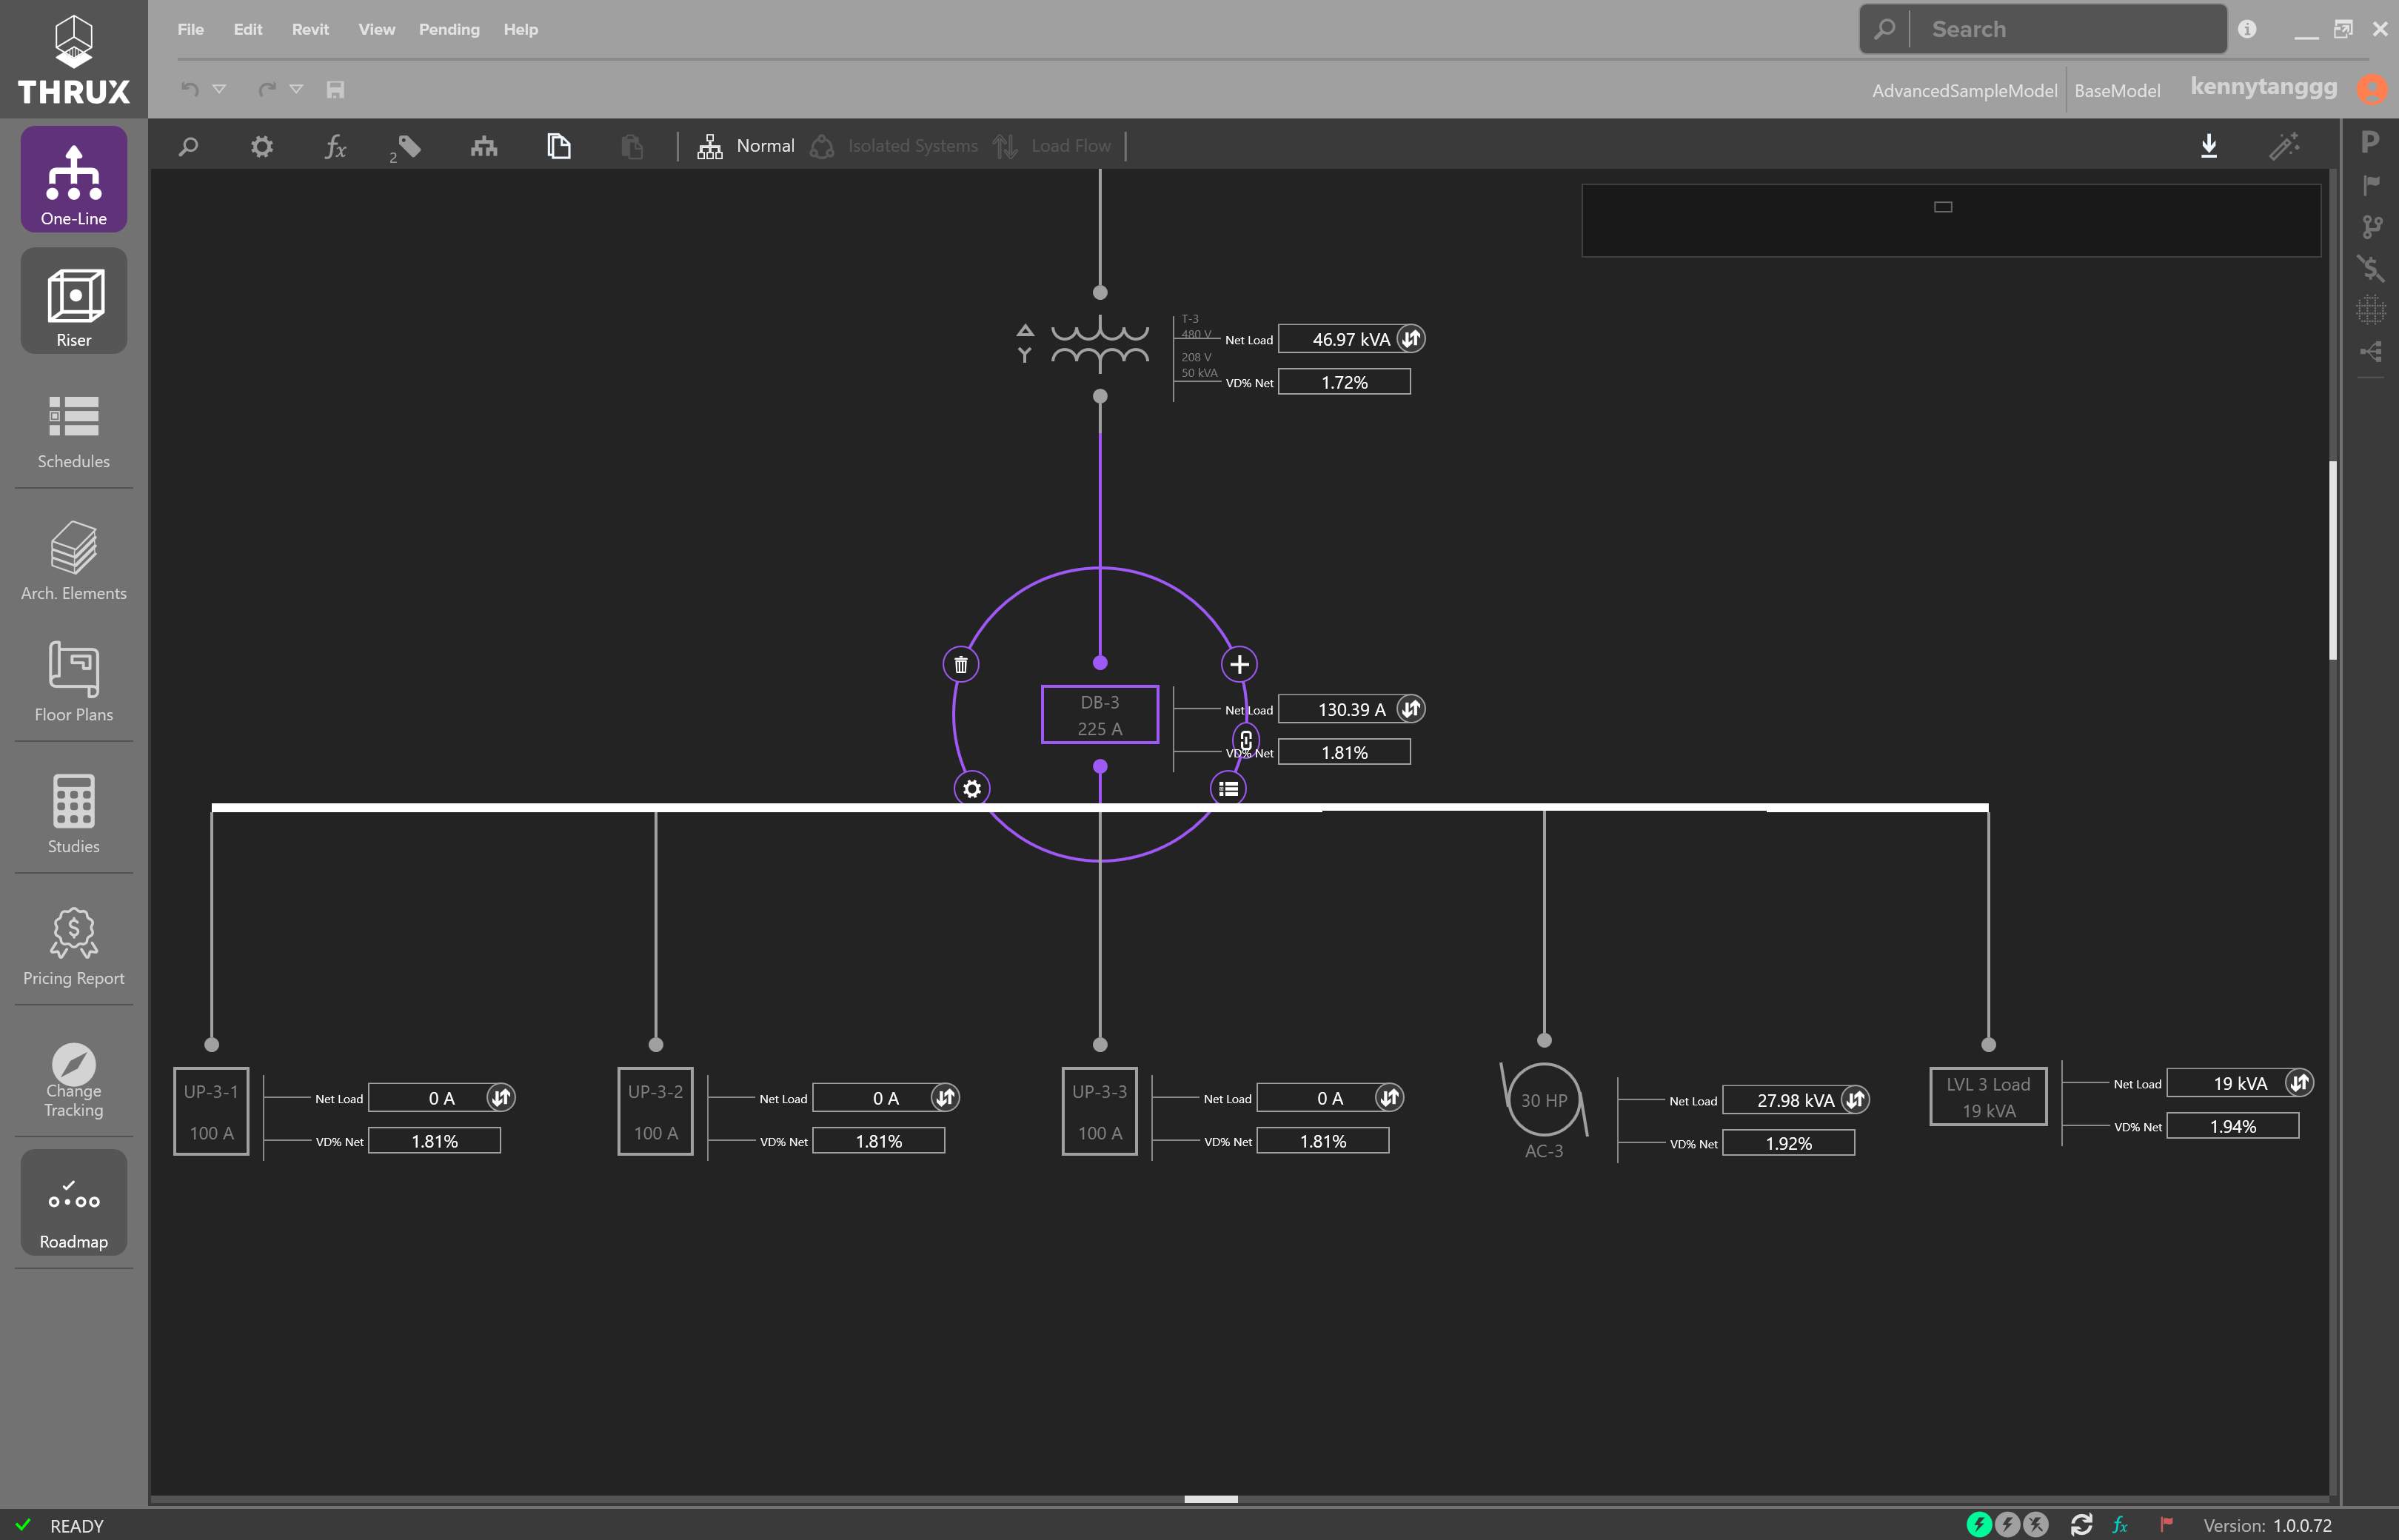 File Edit Revit View Pending Help
Search
THRUX
AdvancedSampleModel BaseModel kennytanggg
2 Normal Isolated Systems Load Flow
P
One-Line
Riser
Schedules
Arch. Elements
Floor Plans
Studies
Pricing Report
Change
Tracking
Roadmap
T-3
480 V
Net Load 46.97 kVA
208 V
50 kVA
VD% Net 1.72%
DB-3
225 A
Net Load 130.39 A
VD% Net 1.81%
UP-3-1
100 A
Net Load 0 A
VD% Net 1.81%
UP-3-2
100 A
Net Load 0 A
VD% Net 1.81%
UP-3-3
100 A
Net Load 0 A
VD% Net 1.81%
30 HP
AC-3
Net Load 27.98 kVA
VD% Net 1.92%
LVL 3 Load
19 kVA
Net Load 19 kVA
VD% Net 1.94%
READY
fx
Version: 1.0.0.72